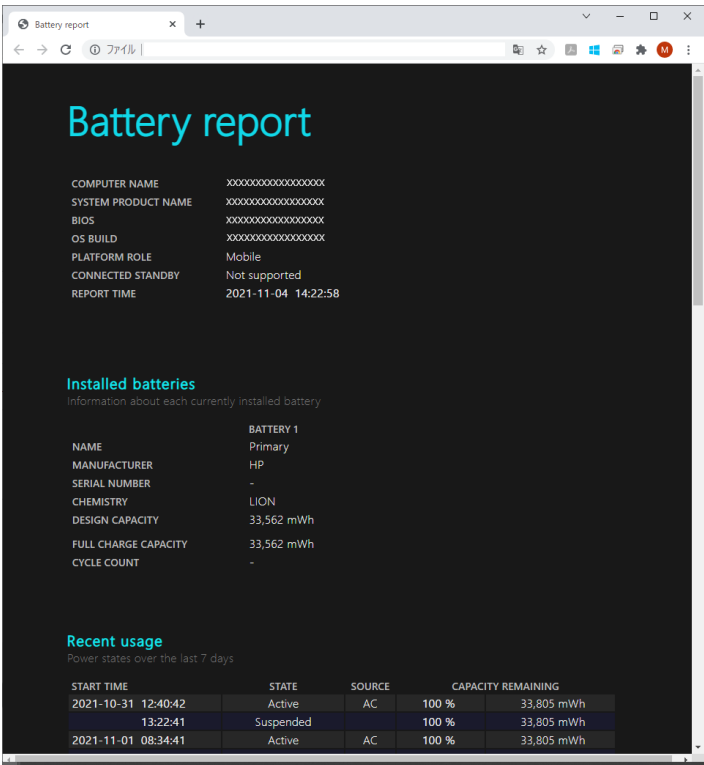 Battery report
ファイル |
M
Battery report
COMPUTER NAME XXXXXXXXXXXXXXXXX
SYSTEM PRODUCT NAME XXXXXXXXXXXXXXXXX
BIOS XXXXXXXXXXXXXXXXX
OS BUILD XXXXXXXXXXXXXXXXX
PLATFORM ROLE Mobile
CONNECTED STANDBY Not supported
REPORT TIME 2021-11-04 14:22:58
Installed batteries
Information about each currently installed battery
BATTERY 1
NAME Primary
MANUFACTURER HP
SERIAL NUMBER -
CHEMISTRY LION
DESIGN CAPACITY 33,562 mWh
FULL CHARGE CAPACITY 33,562 mWh
CYCLE COUNT -
Recent usage
Power states over the last 7 days
START TIME STATE SOURCE CAPACITY REMAINING
2021-10-31 12:40:42 Active AC 100 % 33,805 mWh
13:22:41 Suspended 100 % 33,805 mWh
2021-11-01 08:34:41 Active AC 100 % 33,805 mWh